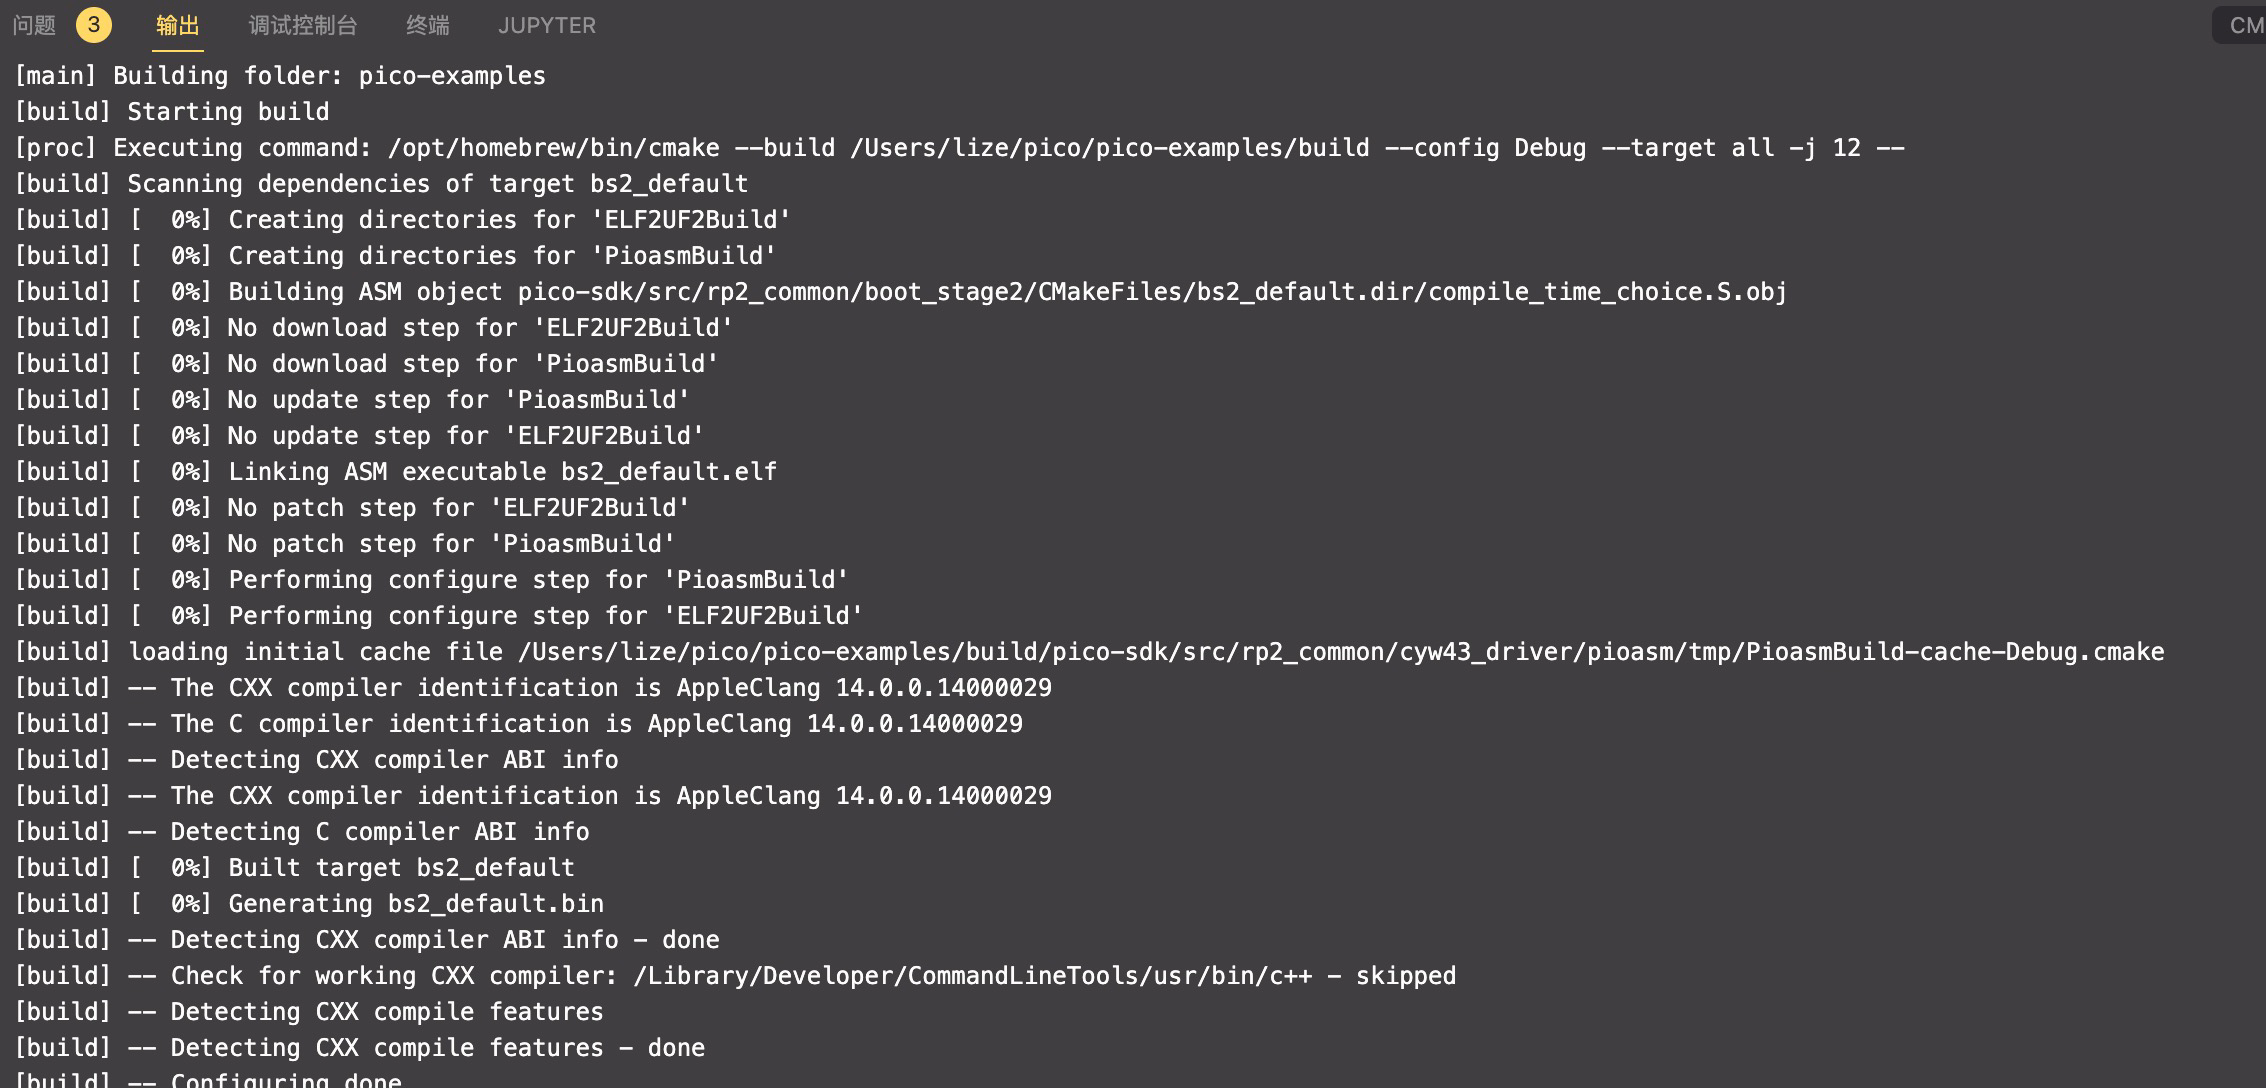 问题 3 输出 调试控制台 终端 JUPYTER CM
[main] Building folder: pico-examples
[build] Starting build
[proc] Executing command: /opt/homebrew/bin/cmake --build /Users/lize/pico/pico-examples/build --config Debug --target all -j 12 --
[build] Scanning dependencies of target bs2_default
[build] [  0%] Creating directories for 'ELF2UF2Build'
[build] [  0%] Creating directories for 'PioasmBuild'
[build] [  0%] Building ASM object pico-sdk/src/rp2_common/boot_stage2/CMakeFiles/bs2_default.dir/compile_time_choice.S.obj
[build] [  0%] No download step for 'ELF2UF2Build'
[build] [  0%] No download step for 'PioasmBuild'
[build] [  0%] No update step for 'PioasmBuild'
[build] [  0%] No update step for 'ELF2UF2Build'
[build] [  0%] Linking ASM executable bs2_default.elf
[build] [  0%] No patch step for 'ELF2UF2Build'
[build] [  0%] No patch step for 'PioasmBuild'
[build] [  0%] Performing configure step for 'PioasmBuild'
[build] [  0%] Performing configure step for 'ELF2UF2Build'
[build] loading initial cache file /Users/lize/pico/pico-examples/build/pico-sdk/src/rp2_common/cyw43_driver/pioasm/tmp/PioasmBuild-cache-Debug.cmake
[build] -- The CXX compiler identification is AppleClang 14.0.0.14000029
[build] -- The C compiler identification is AppleClang 14.0.0.14000029
[build] -- Detecting CXX compiler ABI info
[build] -- The CXX compiler identification is AppleClang 14.0.0.14000029
[build] -- Detecting C compiler ABI info
[build] [  0%] Built target bs2_default
[build] [  0%] Generating bs2_default.bin
[build] -- Detecting CXX compiler ABI info - done
[build] -- Check for working CXX compiler: /Library/Developer/CommandLineTools/usr/bin/c++ - skipped
[build] -- Detecting CXX compile features
[build] -- Detecting CXX compile features - done
[build] -- Configuring done